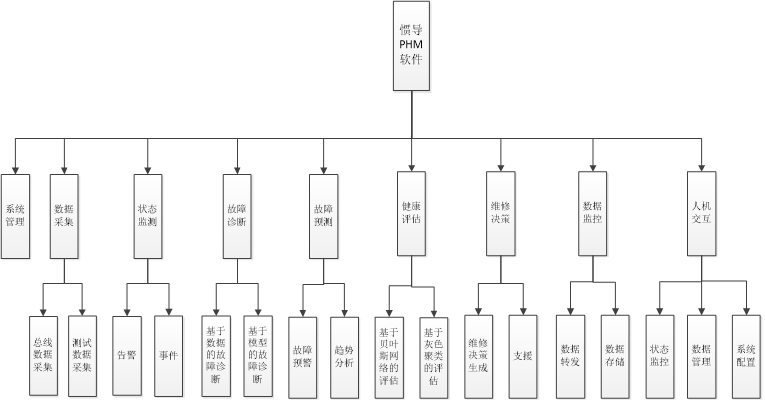 惯导
PHM
软件
系统
管理
数据
采集
状态
监测
故障
诊断
故障
预测
健康
评估
维修
决策
数据
监控
人机
交互
总线
数据
采集
测试
数据
采集
告警
事件
基于
数据
的故
障诊
断
基于
模型
的故
障诊
断
故障
预警
趋势
分析
基于
贝叶
斯网
络的
评估
基于
灰色
聚类
的评
估
维修
决策
生成
支援
数据
转发
数据
存储
状态
监控
数据
管理
系统
配置